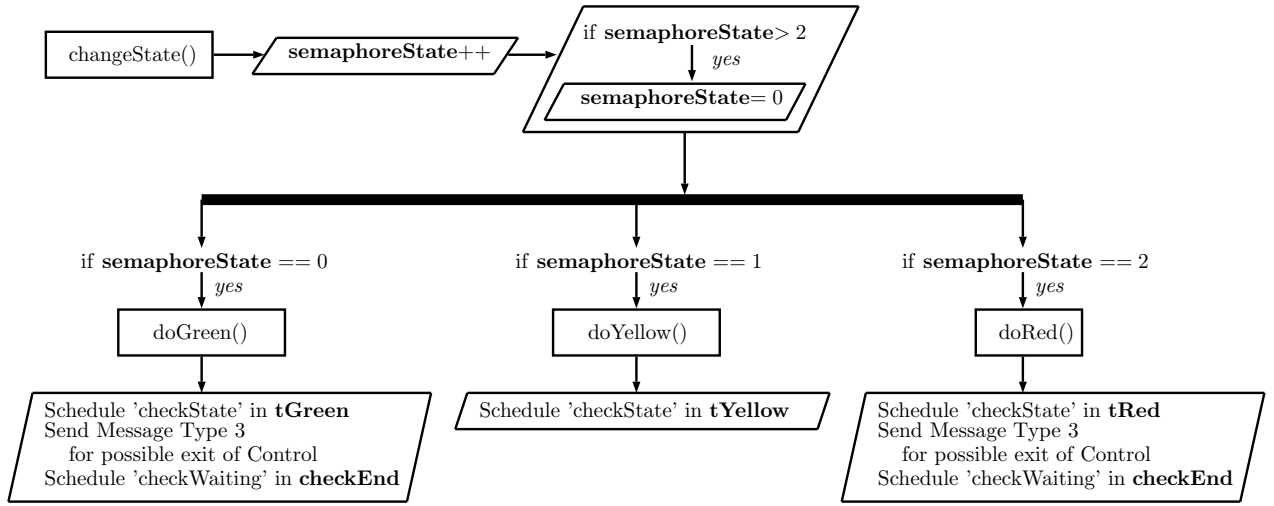 changeState()
semaphoreState++
if semaphoreState> 2
yes
semaphoreState= 0
if semaphoreState == 0
yes
doGreen()
Schedule 'checkState' in tGreen
Send Message Type 3
for possible exit of Control
Schedule 'checkWaiting' in checkEnd
if semaphoreState == 1
yes
doYellow()
Schedule 'checkState' in tYellow
if semaphoreState == 2
yes
doRed()
Schedule 'checkState' in tRed
Send Message Type 3
for possible exit of Control
Schedule 'checkWaiting' in checkEnd